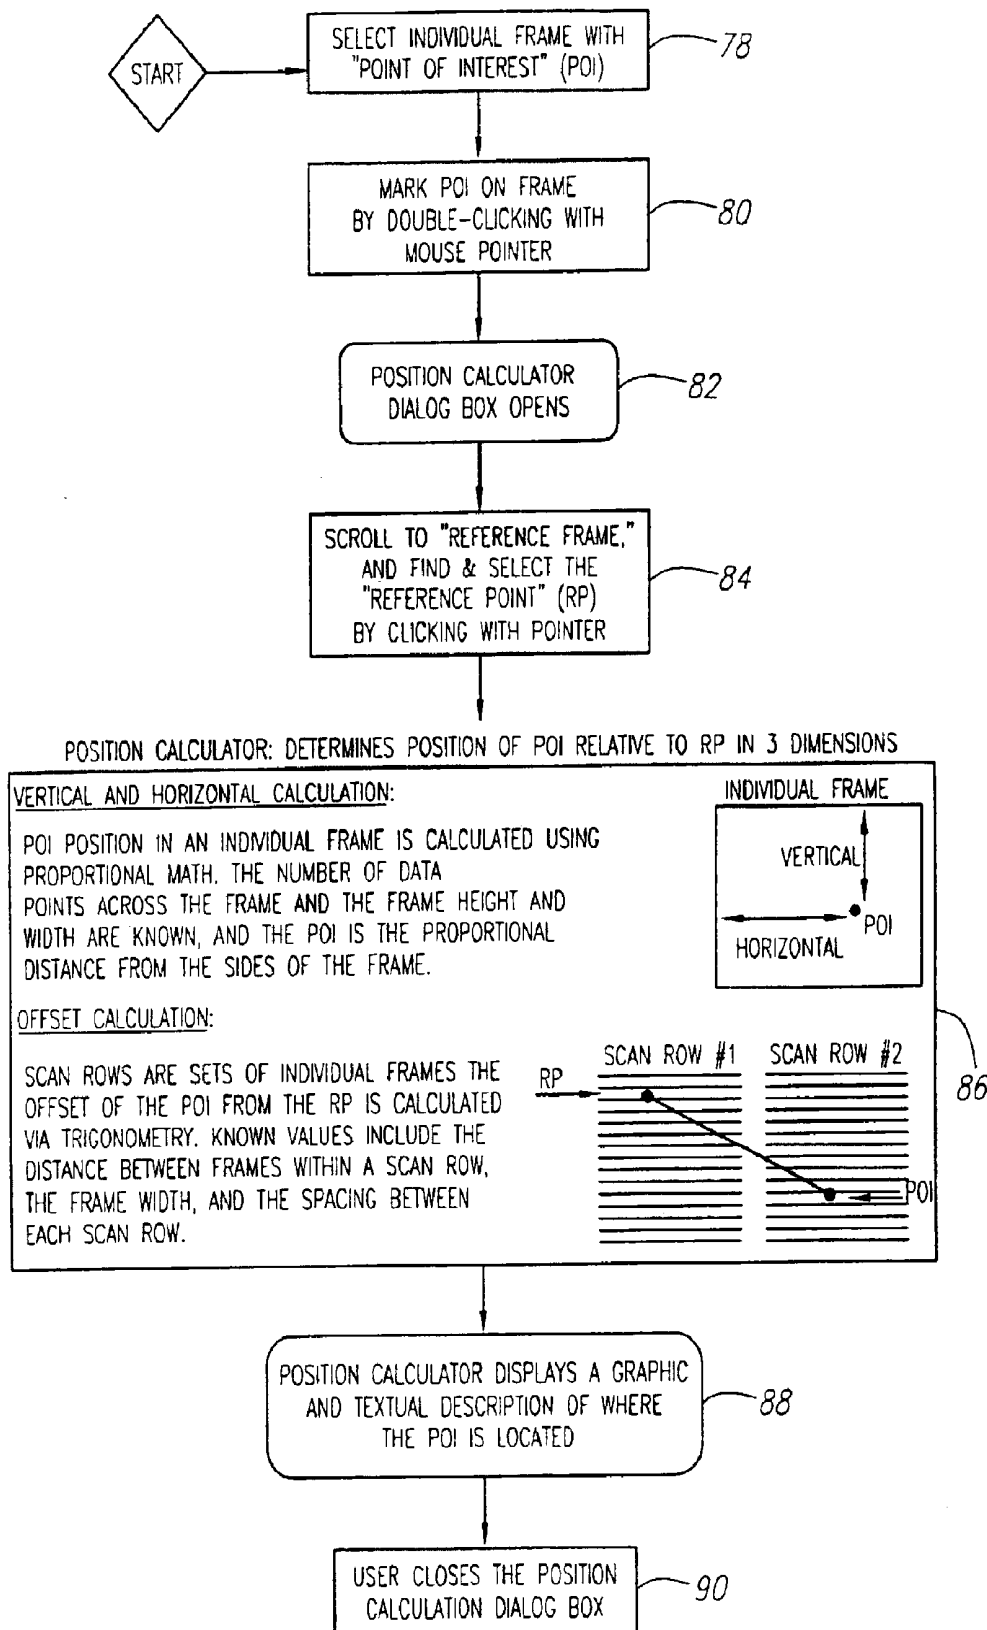 START
SELECT INDIVIDUAL FRAME WITH
"POINT OF INTEREST" (POI)
78
MARK POI ON FRAME
BY DOUBLE-CLICKING WITH
MOUSE POINTER
80
POSITION CALCULATOR
DIALOG BOX OPENS
82
SCROLL TO "REFERENCE FRAME,"
AND FIND & SELECT THE
"REFERENCE POINT" (RP)
BY CLICKING WITH POINTER
84
POSITION CALCULATOR: DETERMINES POSITION OF POI RELATIVE TO RP IN 3 DIMENSIONS
VERTICAL AND HORIZONTAL CALCULATION:
POI POSITION IN AN INDIVIDUAL FRAME IS CALCULATED USING
PROPORTIONAL MATH. THE NUMBER OF DATA
POINTS ACROSS THE FRAME AND THE FRAME HEIGHT AND
WIDTH ARE KNOWN, AND THE POI IS THE PROPORTIONAL
DISTANCE FROM THE SIDES OF THE FRAME.
INDIVIDUAL FRAME
VERTICAL
POI
HORIZONTAL
OFFSET CALCULATION:
SCAN ROWS ARE SETS OF INDIVIDUAL FRAMES THE
OFFSET OF THE POI FROM THE RP IS CALCULATED
VIA TRIGONOMETRY. KNOWN VALUES INCLUDE THE
DISTANCE BETWEEN FRAMES WITHIN A SCAN ROW,
THE FRAME WIDTH, AND THE SPACING BETWEEN
EACH SCAN ROW.
SCAN ROW #1
SCAN ROW #2
RP
POI
86
POSITION CALCULATOR DISPLAYS A GRAPHIC
AND TEXTUAL DESCRIPTION OF WHERE
THE POI IS LOCATED
88
USER CLOSES THE POSITION
CALCULATION DIALOG BOX
90